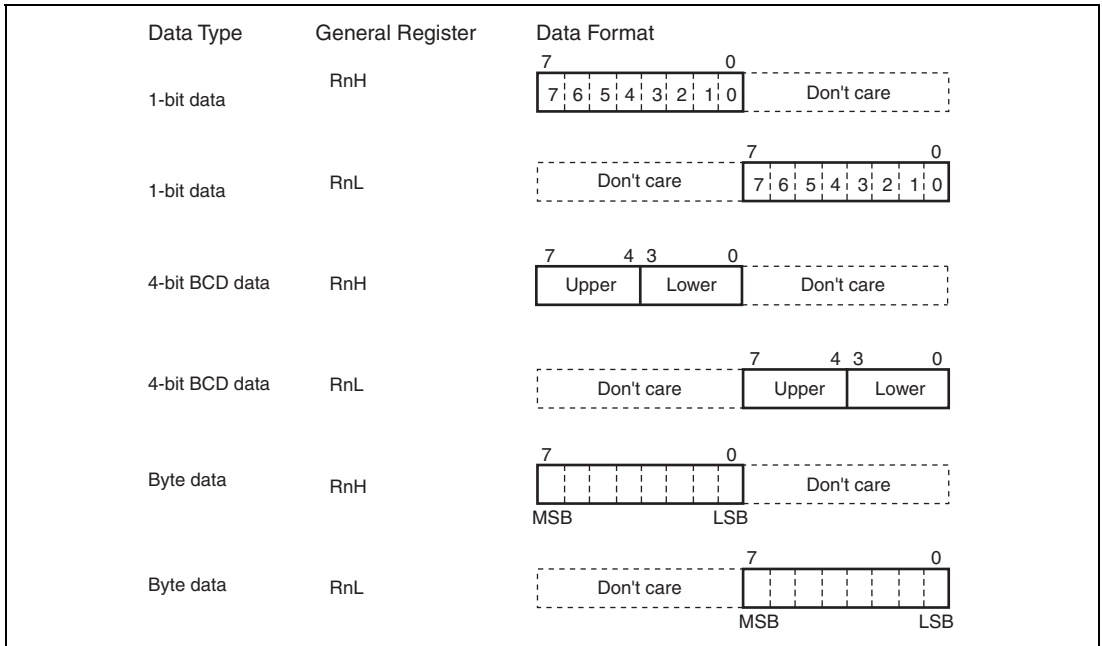 Data Type General Register Data Format
7 0
1-bit data RnH 7 6 5 4 3 2 1 0 Don't care
7 0
1-bit data RnL Don't care 7 6 5 4 3 2 1 0
7 4 3 0
4-bit BCD data RnH Upper Lower Don't care
7 4 3 0
4-bit BCD data RnL Don't care Upper Lower
7 0
Byte data RnH Don't care
MSB LSB
7 0
Byte data RnL Don't care
MSB LSB